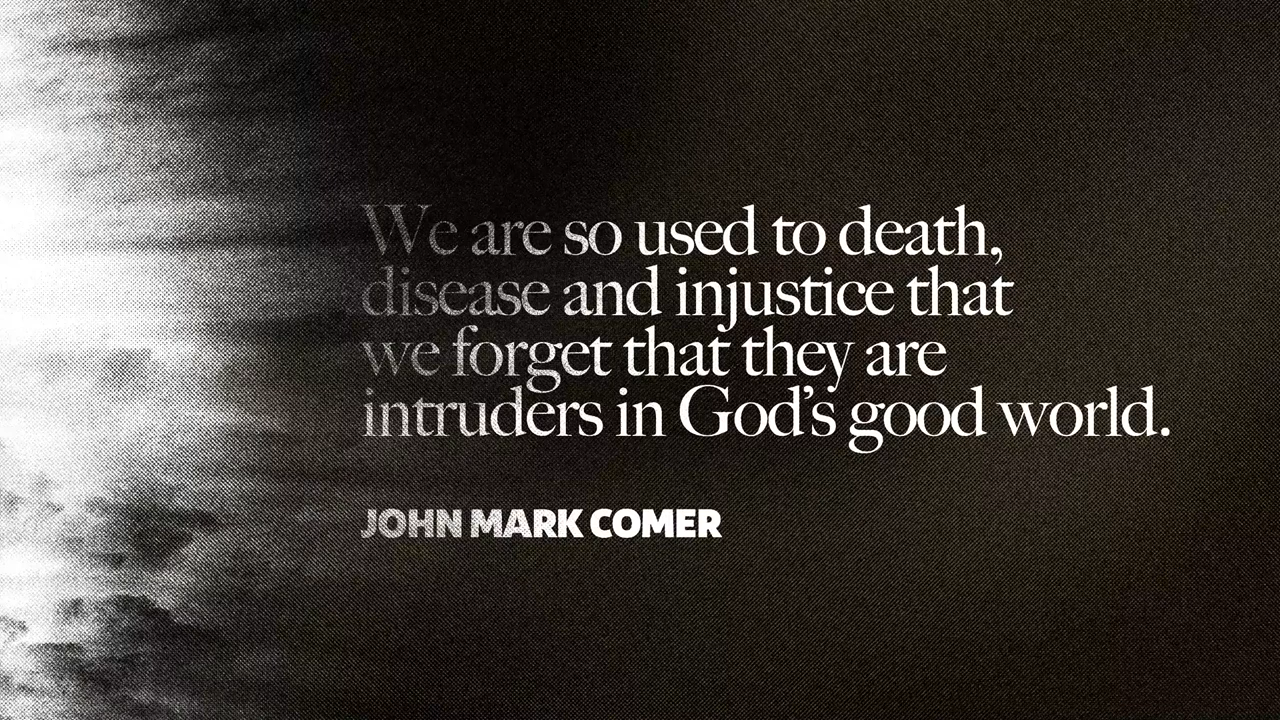 We are so used to death,
disease and injustice that
we forget that they are
intruders in God’s good world.
JOHN MARK COMER